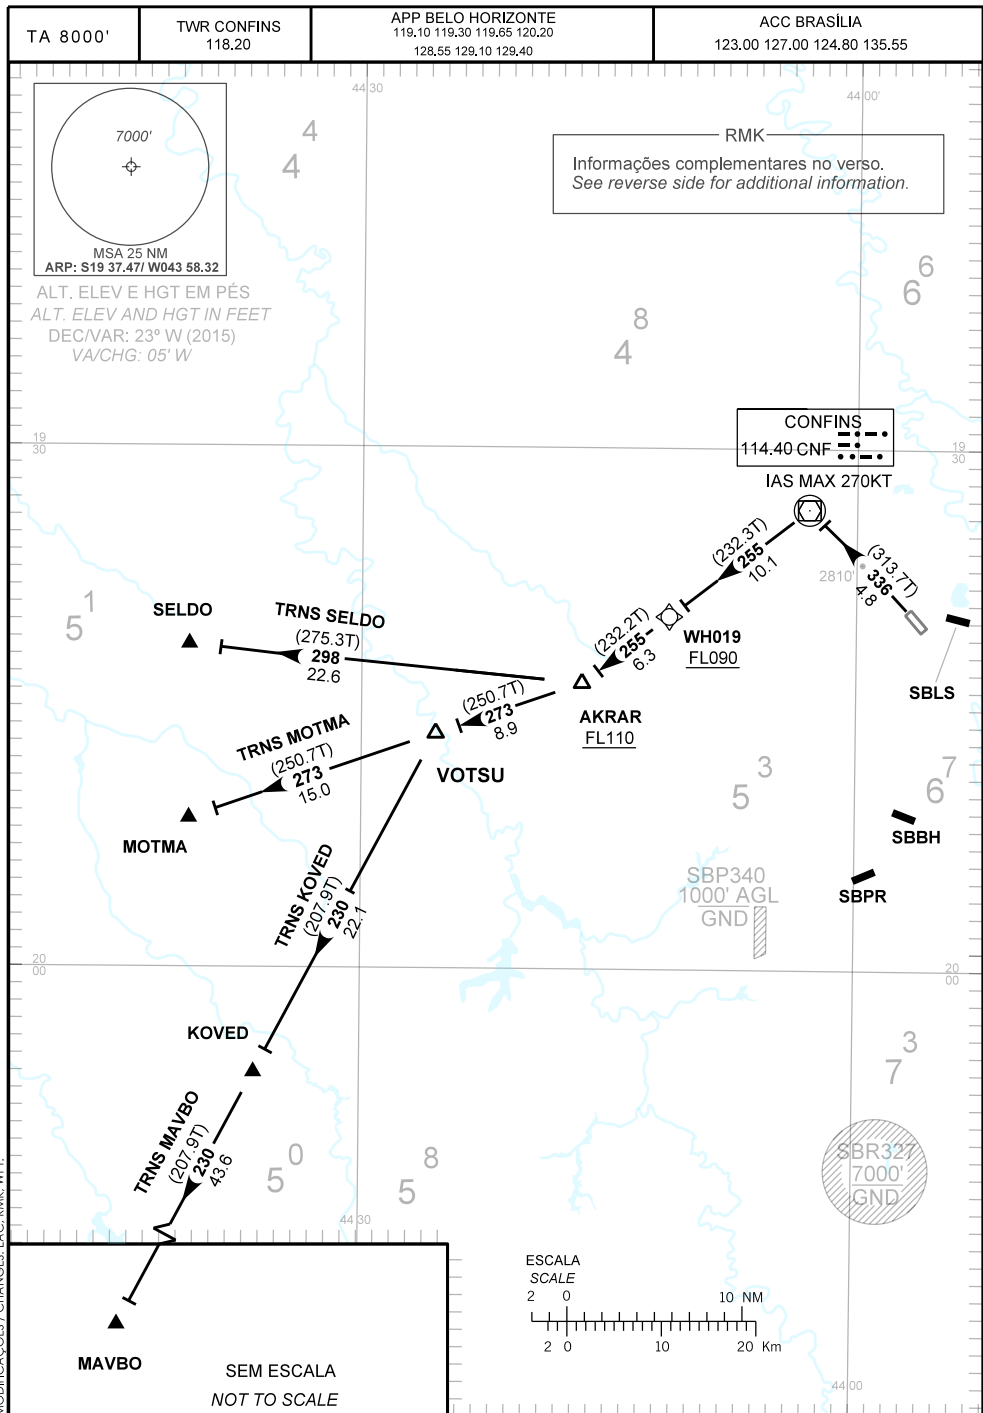 TA 8000'
TWR CONFINS
118.20
APP BELO HORIZONTE
119.10 119.30 119.65 120.20
128.55 129.10 129.40
ACC BRASÍLIA
123.00 127.00 124.80 135.55
44 30
44 00'
7000'
MSA 25 NM
ARP: S19 37.47/ W043 58.32
ALT. ELEV E HGT EM PÉS
ALT. ELEV AND HGT IN FEET
DEC/VAR: 23º W (2015)
VA/CHG: 05' W
4 4
RMK
Informações complementares no verso.
See reverse side for additional information.
6 6
4 8
19
30
19
30
CONFINS
114.40 CNF
IAS MAX 270KT
(232.3T)
255
10.1
(313.7T)
336
4.8
2810'
5 1
SELDO
TRNS SELDO
(275.3T)
298
22.6
(232.2T)
255
6.3
WH019
FL090
SBLS
AKRAR
FL110
(250.7T)
273
8.9
TRNS MOTMA
(250.7T)
273
15.0
VOTSU
MOTMA
5 3
6 7
SBBH
SBPR
SBP340
1000' AGL
GND
TRNS KOVED
(207.9T)
230
22.1
20
00
20
00
KOVED
7 3
TRNS MAVBO
(207.9T)
230
43.6
5 0
5 8
SBR327
7000'
GND
44 30
MODIFICAÇÕES / CHANGES: EAC, RMK, WPT.
ESCALA
SCALE
2 0 10 NM
2 0 10 20 Km
MAVBO
SEM ESCALA
NOT TO SCALE
44 00